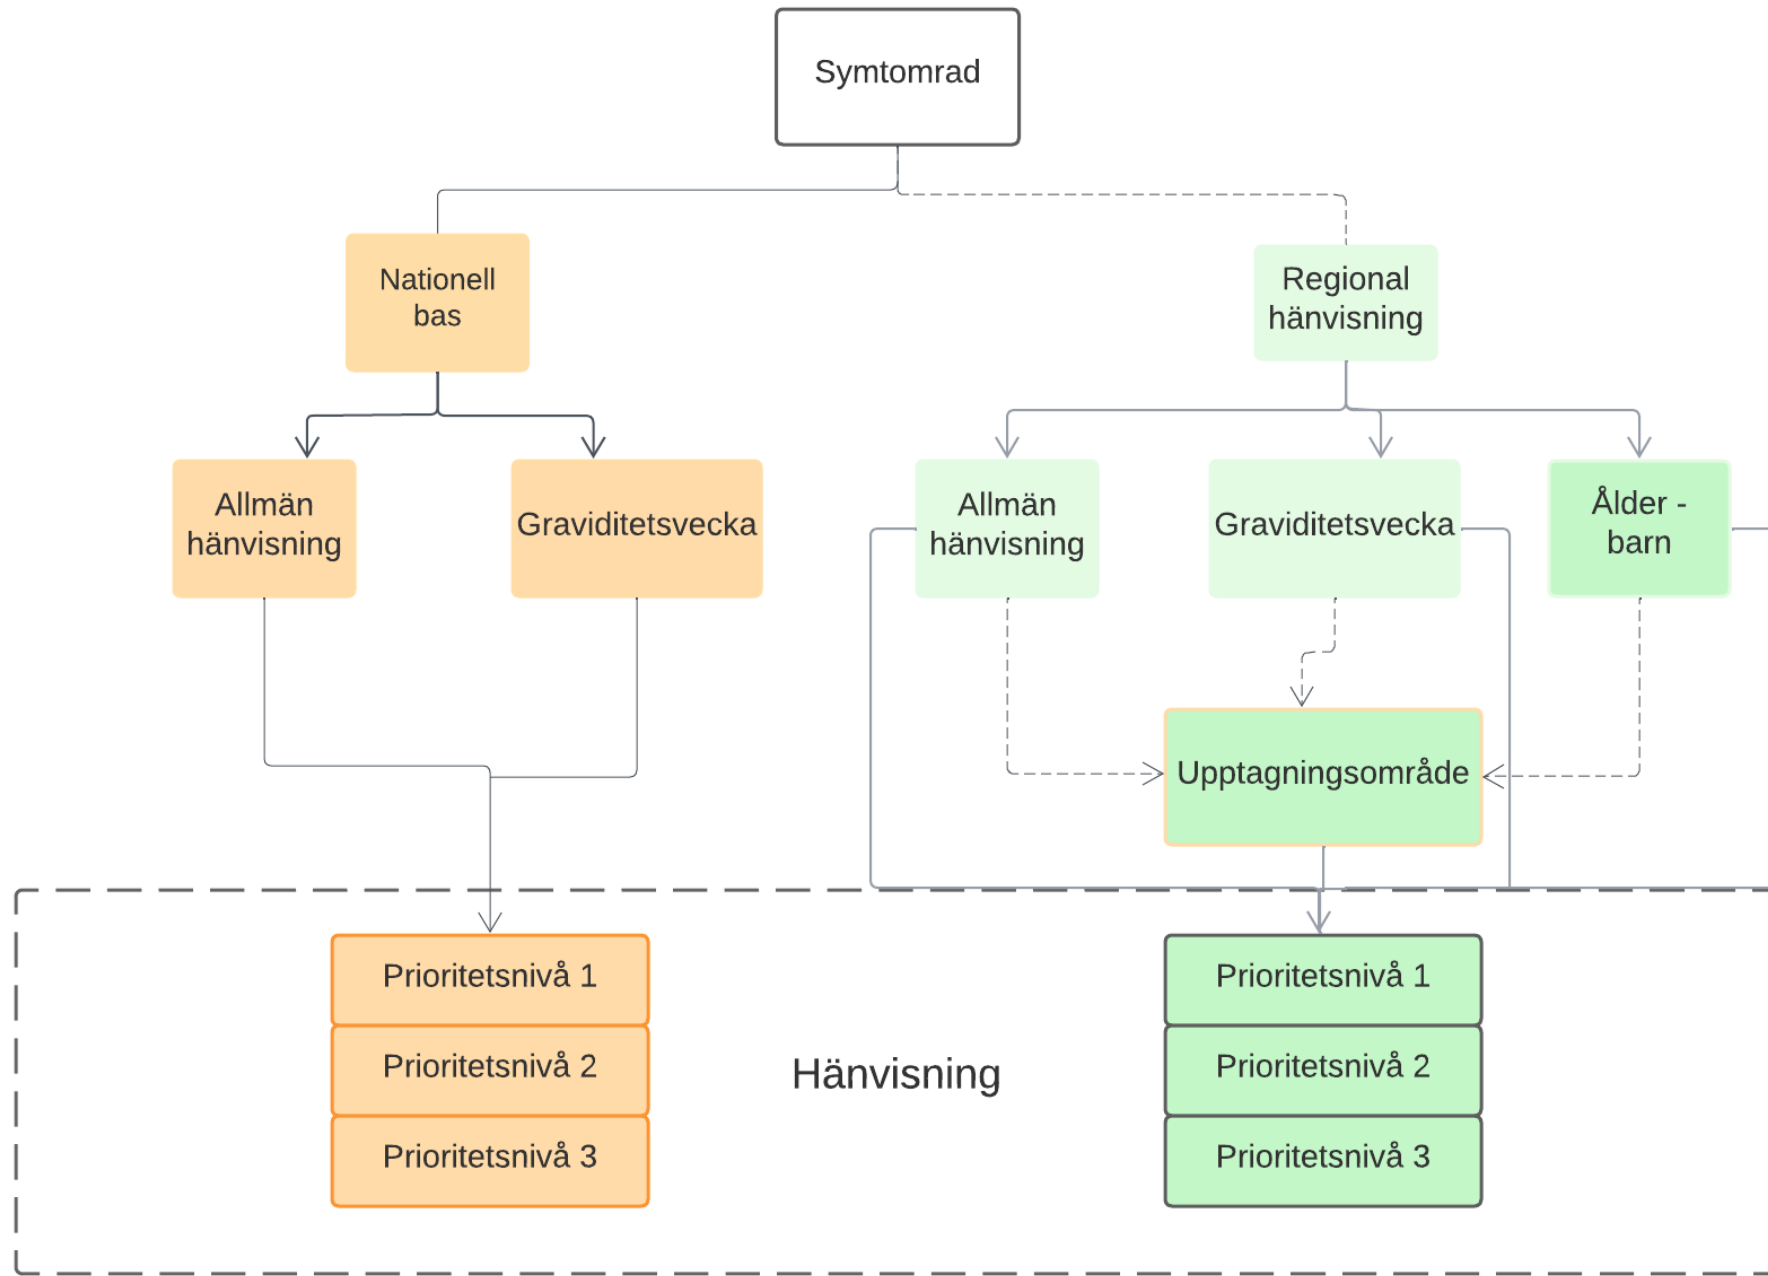 Symtomrad
Nationell
bas
Regional
hänvisning
Allmän
hänvisning
Graviditetsvecka
Allmän
hänvisning
Graviditetsvecka
Ålder -
barn
Upptagningsområde
Prioritetsnivå 1
Prioritetsnivå 2
Prioritetsnivå 3
Hänvisning
Prioritetsnivå 1
Prioritetsnivå 2
Prioritetsnivå 3